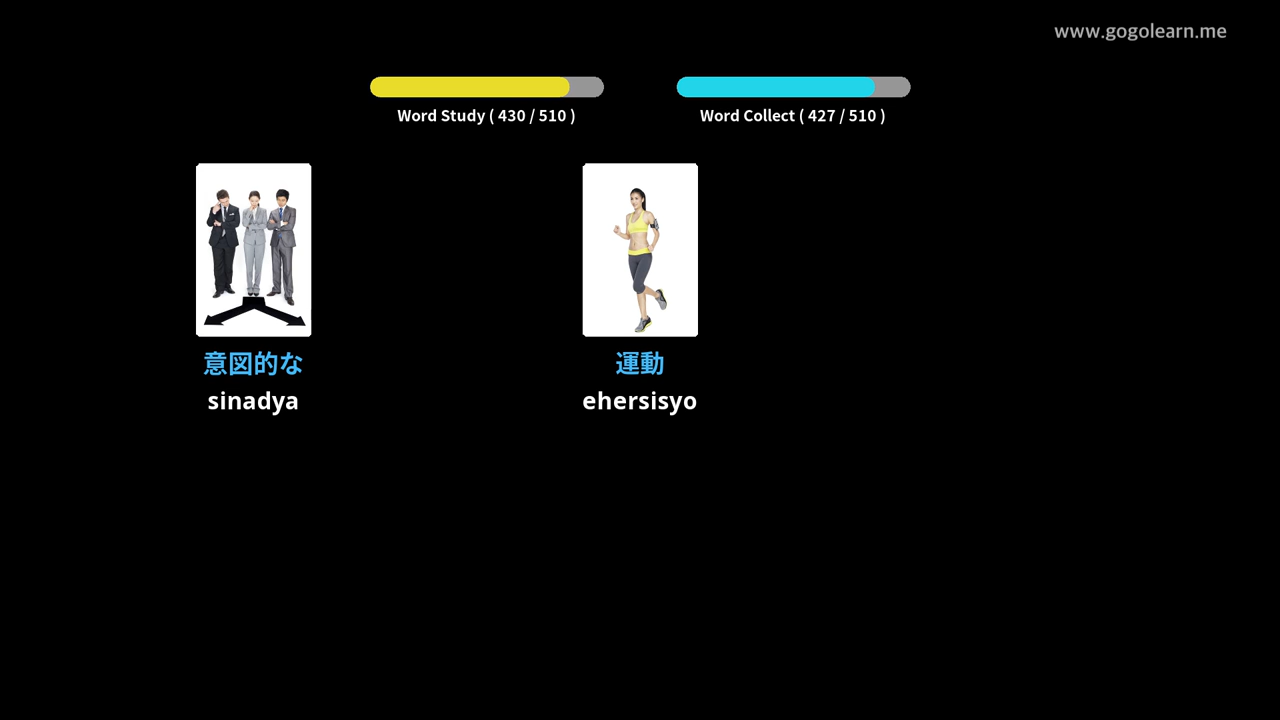 www.gogolearn.me
Word Study ( 430 / 510 )
Word Collect ( 427 / 510 )
意図的な
sinadya
運動
ehersisyo